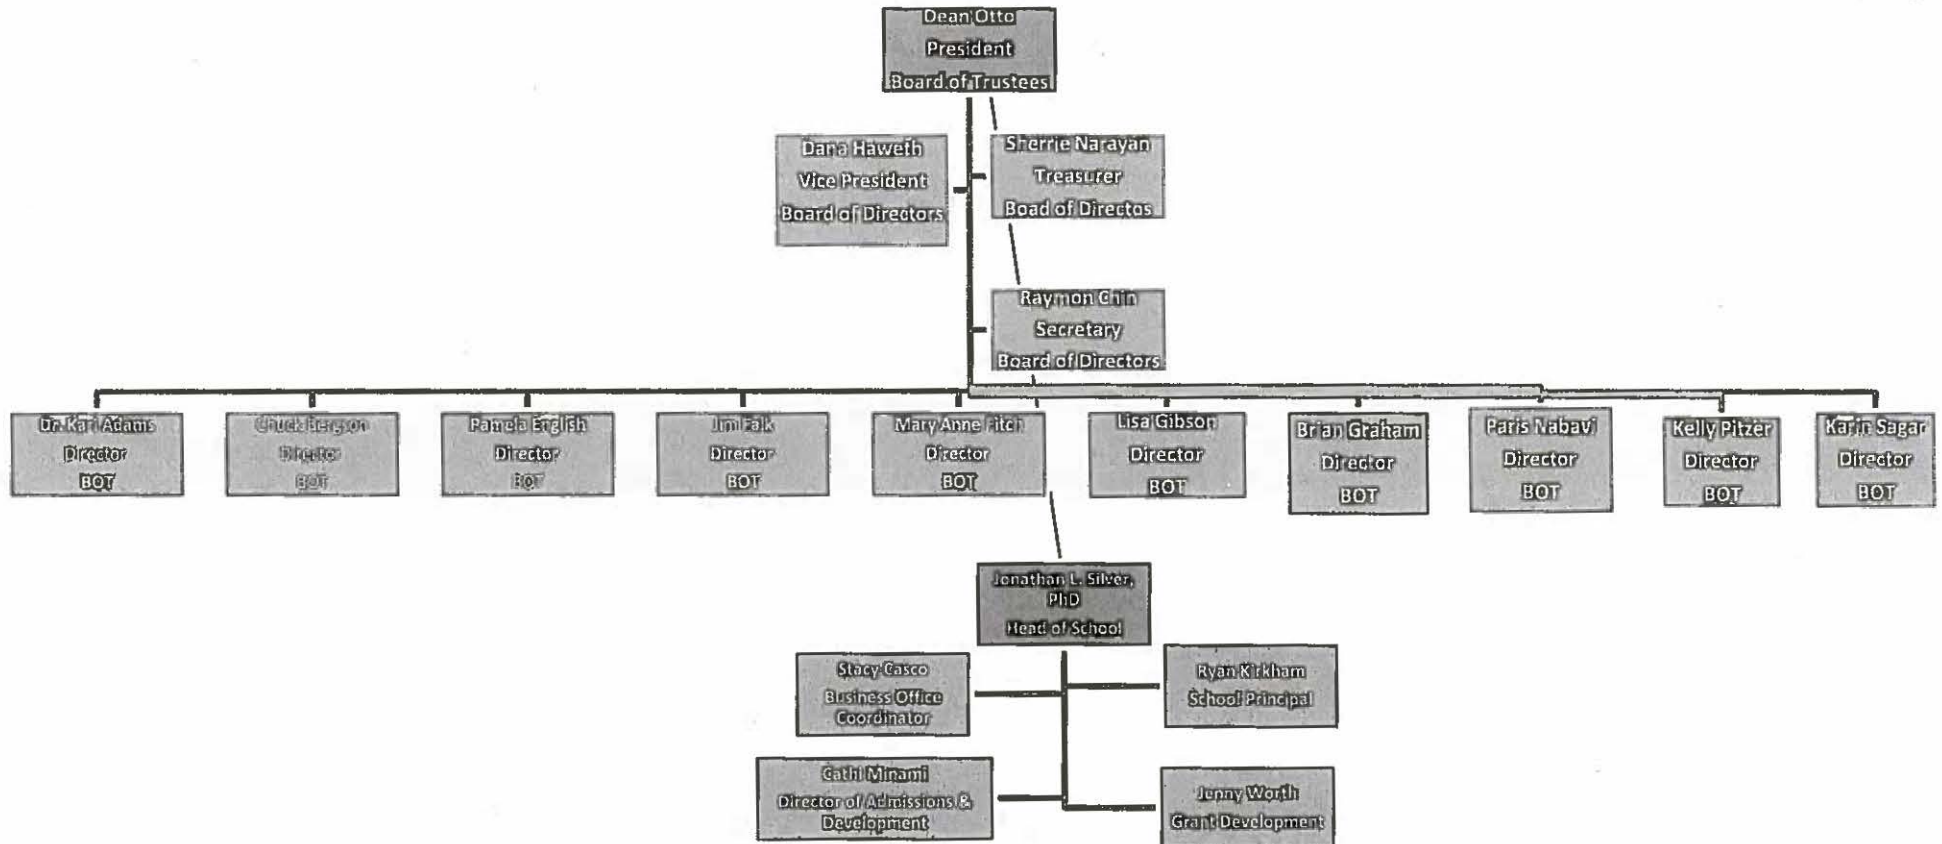 Dean Otto
President
Board of Trustees
Dana Haweth
Vice President
Board of Directors
Sherrie Narayan
Treasurer
Boad of Directos
Raymon Chin
Secretary
Board of Directors
Dr. Kari Adams
Director
BOT
Chuck Bergson
Director
BOT
Pamela English
Director
BOT
Jim Falk
Director
BOT
Mary Anne Fitch
Director
BOT
Lisa Gibson
Director
BOT
Brian Graham
Director
BOT
Paris Nabavi
Director
BOT
Kelly Pitzer
Director
BOT
Karin Sagar
Director
BOT
Jonathan L. Silver,
PhD
Head of School
Stacy Casco
Business Office
Coordinator
Ryan Kirkham
School Principal
Cathi Minami
Director of Admissions &
Development
Jenny Worth
Grant Development